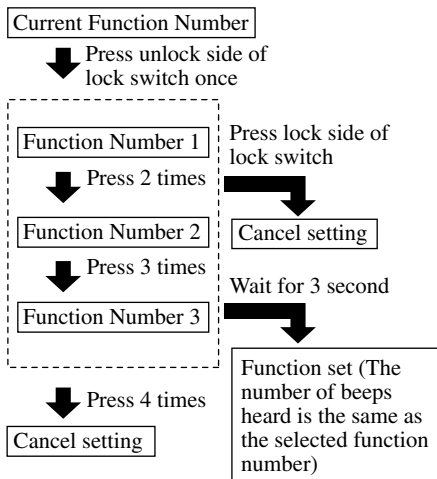 Current Function Number
Press unlock side of
lock switch once
Function Number 1
Press lock side of
lock switch
Press 2 times
Function Number 2
Cancel setting
Press 3 times
Wait for 3 second
Function Number 3
Function set (The
number of beeps
heard is the same as
the selected function
number)
Press 4 times
Cancel setting